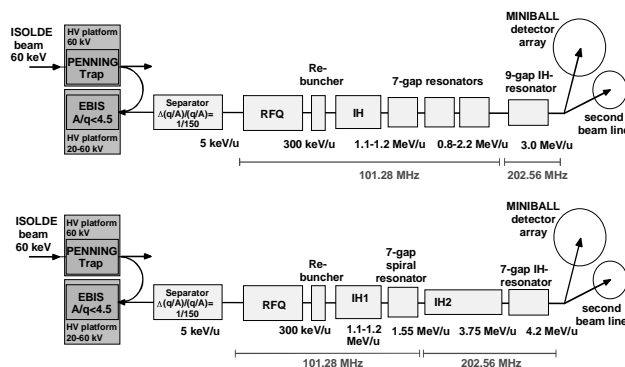 ISOLDE
beam
60 keV
HV platform
60 kV
PENNING
Trap
EBIS
A/q<4.5
HV platform
20-60 kV
Separator
Δ(q/A)/(q/A)=
1/150
5 keV/u
RFQ
Re-
buncher
300 keV/u
IH
1.1-1.2 MeV/u
7-gap resonators
0.8-2.2 MeV/u
9-gap IH-
resonator
3.0 MeV/u
MINIBALL
detector
array
second
beam line
101.28 MHz
202.56 MHz
ISOLDE
beam
60 keV
HV platform
60 kV
PENNING
Trap
EBIS
A/q<4.5
HV platform
20-60 kV
Separator
Δ(q/A)/(q/A)=
1/150
5 keV/u
RFQ
Re-
buncher
300 keV/u
IH1
1.1-1.2
MeV/u
7-gap
spiral
resonator
1.55 MeV/u
IH2
3.75 MeV/u
7-gap IH-
resonator
4.2 MeV/u
MINIBALL
detector
array
second
beam line
101.28 MHz
202.56 MHz